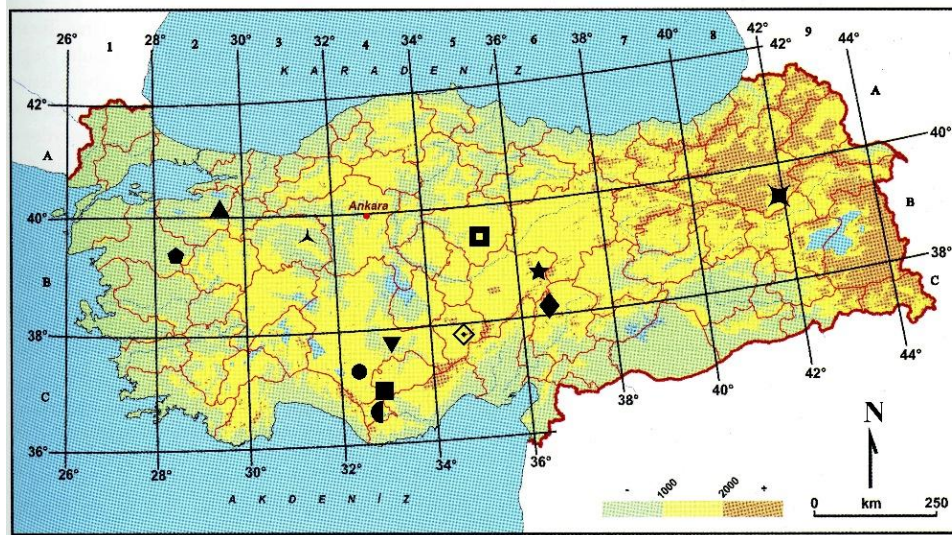 26° 1 28° 2 30° 3 32° 4 34° 5 36° 6 38° 7 40° 8 42° 9 44°
42°
K A R A D E N İ Z
42°
A
A
40°
Ankara
40°
B
B
38°
38°
C
C
44°
42°
40°
38°
36°
26° 28° 30° 32° 34° 36°
A K D E N İ Z
N
- 1000 2000 +
0 km 250